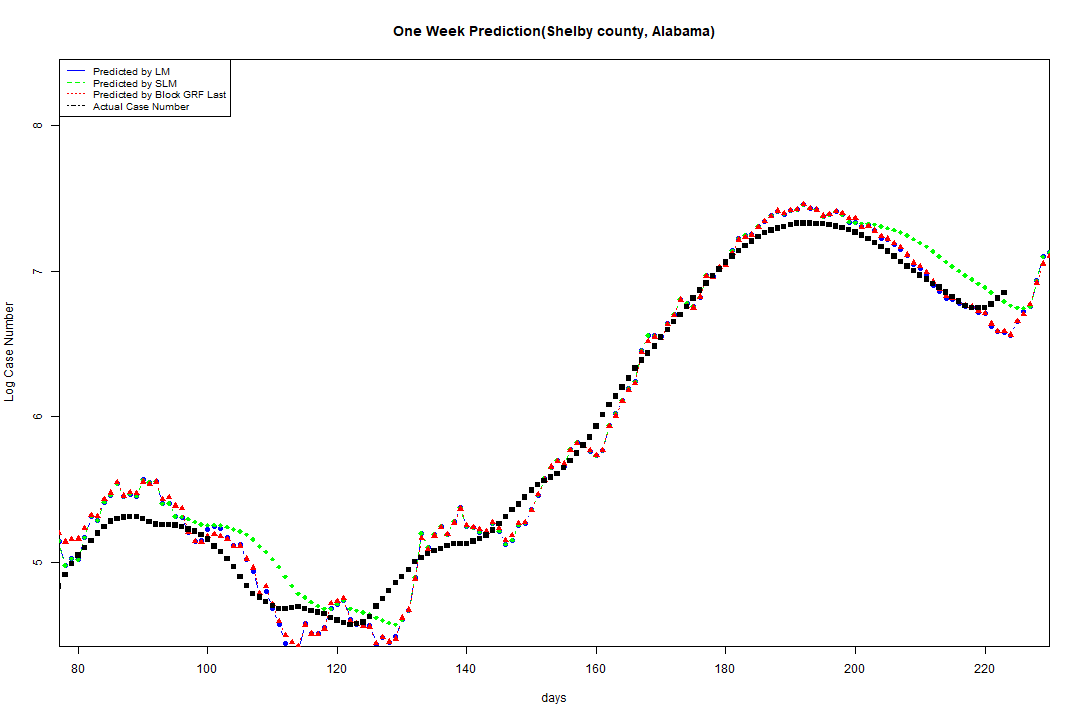 One Week Prediction(Shelby county, Alabama)
Predicted by LM
Predicted by SLM
Predicted by Block GRF Last
Actual Case Number
8
7
6
5
Log Case Number
80 100 120 140 160 180 200 220
days